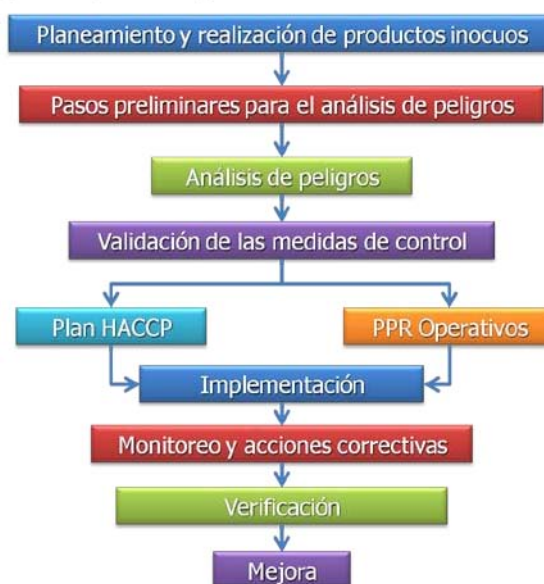 Planeamiento y realización de productos inocuos
Pasos preliminares para el análisis de peligros
Análisis de peligros
Validación de las medidas de control
Plan HACCP
PPR Operativos
Implementación
Monitoreo y acciones correctivas
Verificación
Mejora